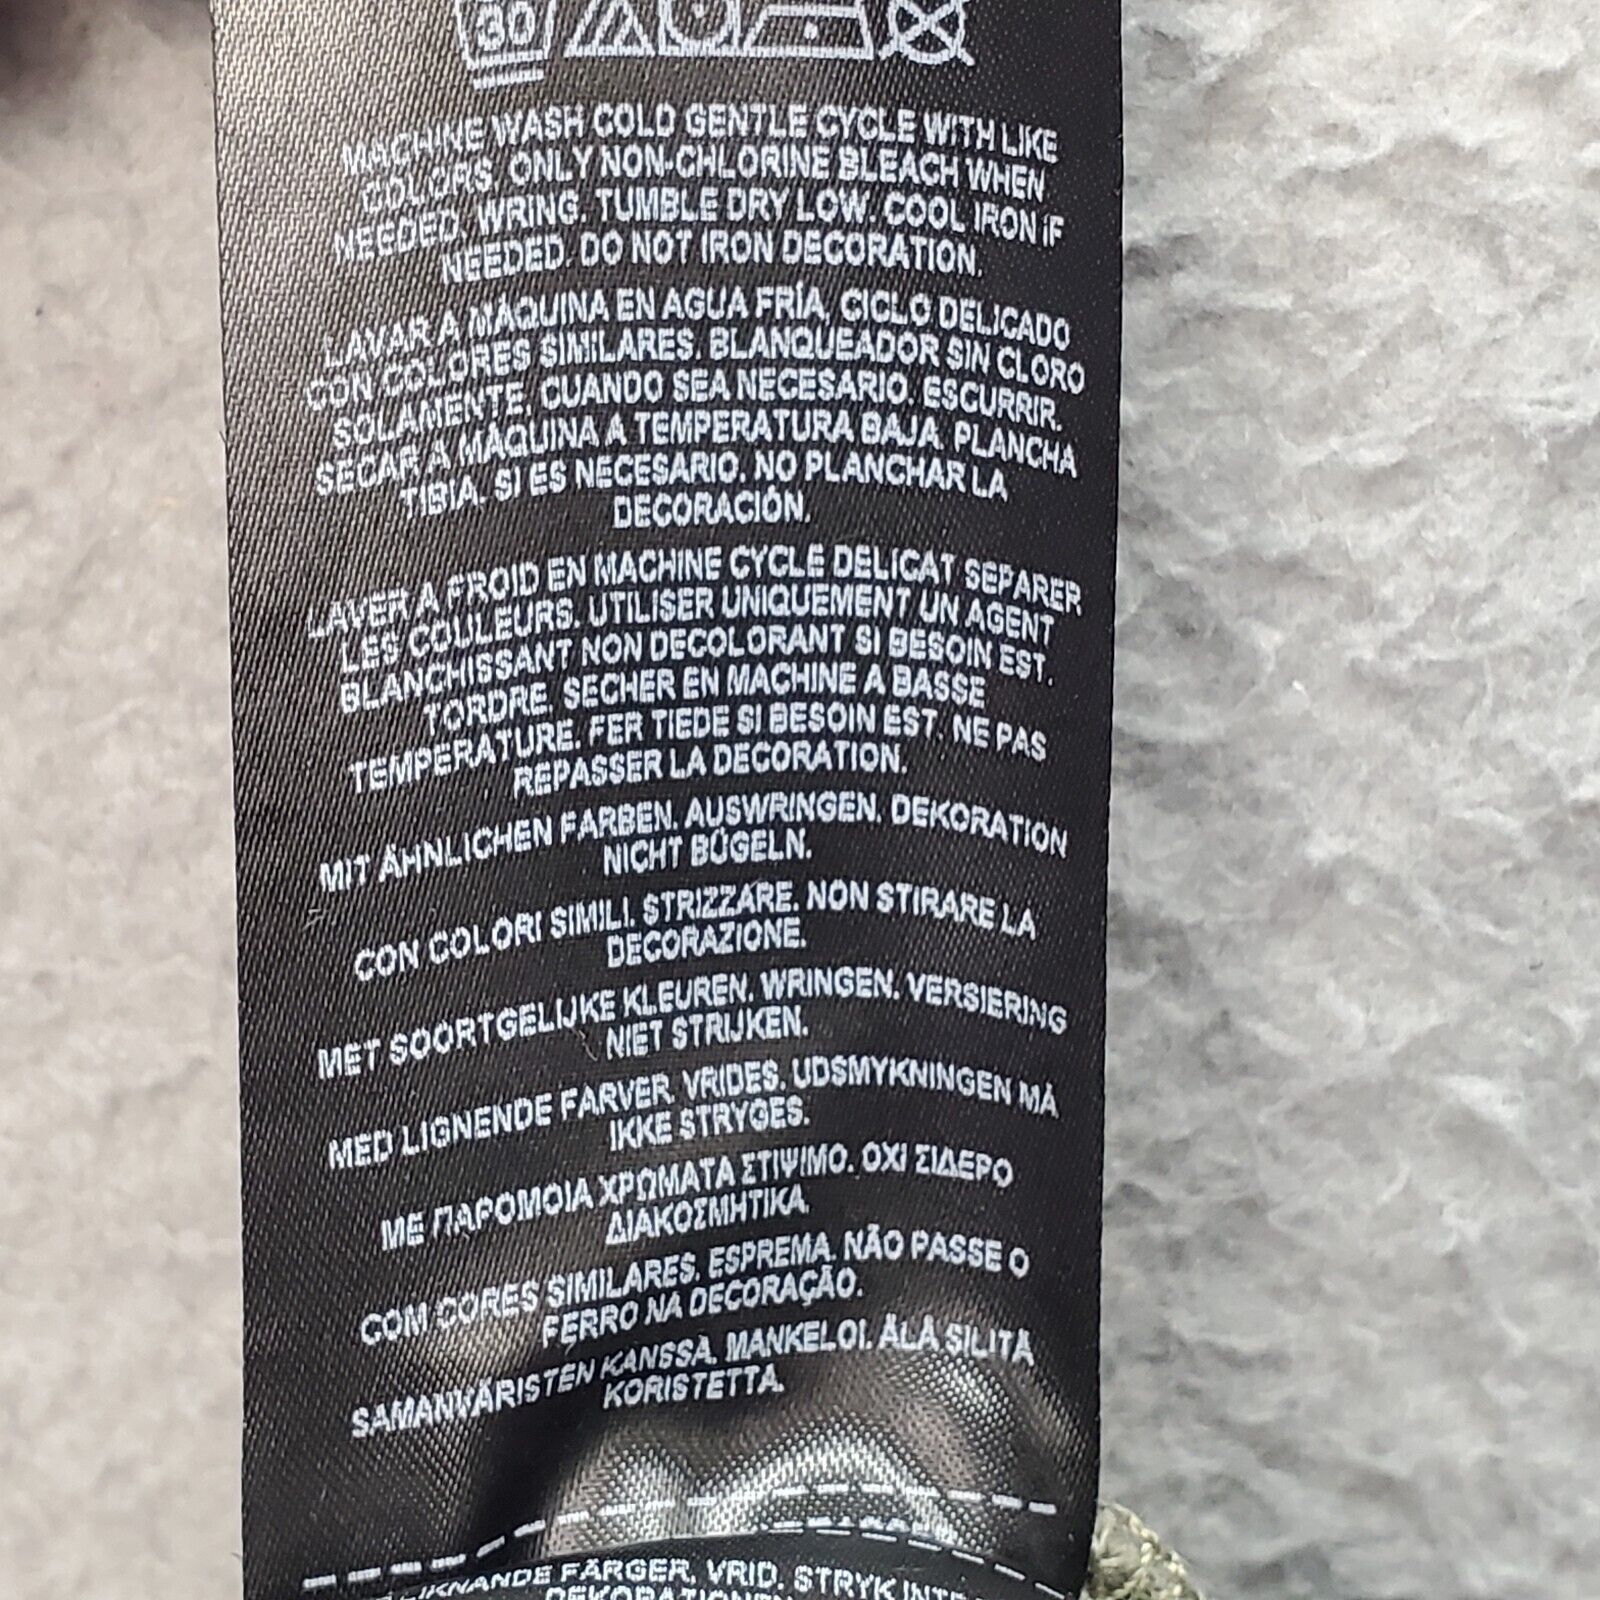 30
MACHINE WASH COLD GENTLE CYCLE WITH LIKE
COLORS. ONLY NON-CHLORINE BLEACH WHEN
NEEDED. WRING. TUMBLE DRY LOW. COOL IRON IF
NEEDED. DO NOT IRON DECORATION.
LAVAR A MÁQUINA EN AGUA FRÍA, CICLO DELICADO
CON COLORES SIMILARES. BLANQUEADOR SIN CLORO
SOLAMENTE, CUANDO SEA NECESARIO. ESCURRIR.
SECAR A MÁQUINA A TEMPERATURA BAJA. PLANCHA
TIBIA, SI ES NECESARIO. NO PLANCHAR LA
DECORACIÓN.
LAVER A FROID EN MACHINE CYCLE DELICAT SEPARER
LES COULEURS. UTILISER UNIQUEMENT UN AGENT
BLANCHISSANT NON DECOLORANT SI BESOIN EST.
TORDRE. SECHER EN MACHINE A BASSE
TEMPERATURE. FER TIEDE SI BESOIN EST. NE PAS
REPASSER LA DECORATION.
MIT ÄHNLICHEN FARBEN. AUSWRINGEN. DEKORATION
NICHT BÜGELN.
CON COLORI SIMILI. STRIZZARE. NON STIRARE LA
DECORAZIONE.
MET SOORTGELIJKE KLEUREN. WRINGEN. VERSIERING
NIET STRIJKEN.
MED LIGNENDE FARVER. VRIDES. UDSMYKNINGEN MÅ
IKKE STRYGES.
ΜΕ ΠΑΡΟΜΟΙΑ ΧΡΩΜΑΤΑ ΣΤΙΨΙΜΟ. ΟΧΙ ΣΙΔΕΡΟ
ΔΙΑΚΟΣΜΗΤΙΚΑ.
COM CORES SIMILARES. ESPREMA. NÃO PASSE O
FERRO NA DECORAÇÃO.
SAMANVÄRISTEN KANSSA. MANKELOI. ÄLÄ SILITÄ
KORISTETTA.
FÄRGER. VRID. STRYK INTE